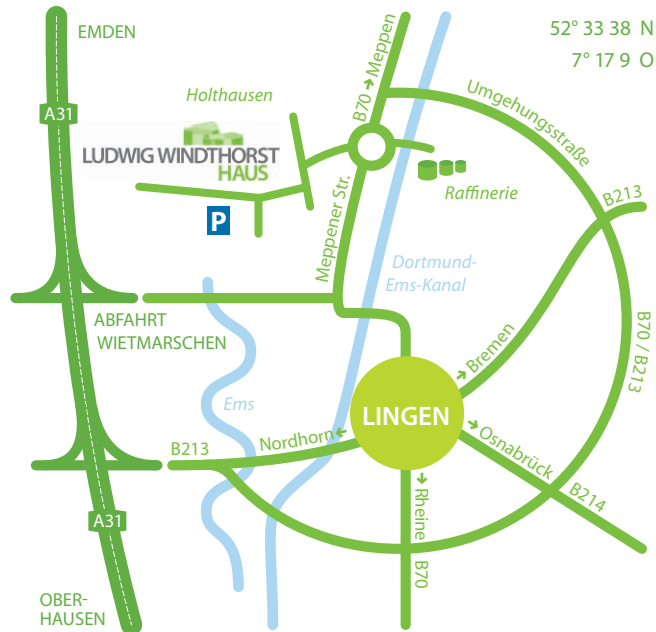 EMDEN
52° 33 38 N
7° 17 9 O
A31
Holthausen
B70 → Meppen
Umgehungsstraße
LUDWIG WINDTHORST
HAUS
Raffinerie
B213
P
Meppener Str.
Dortmund-
Ems-Kanal
ABFAHRT
WIETMARSCHEN
B70 / B213
→ Bremen
Ems
LINGEN
B213
Nordhorn ←
→ Osnabrück
B214
→ Rheine
B70
A31
OBER-
HAUSEN